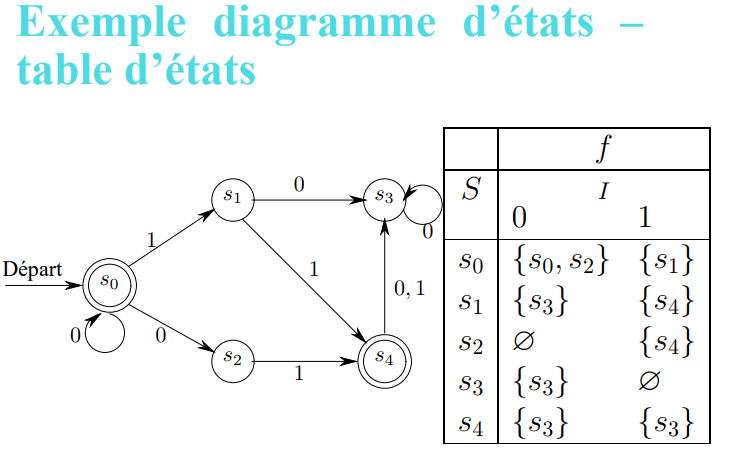 Exemple diagramme d'états –
table d'états
Départ
s₀
0
1
0
s₁
0
1
s₂
1
s₃
0
0, 1
s₄
f
S I
0 1
s₀ {s₀, s₂} {s₁}
s₁ {s₃} {s₄}
s₂ ∅ {s₄}
s₃ {s₃} ∅
s₄ {s₃} {s₃}